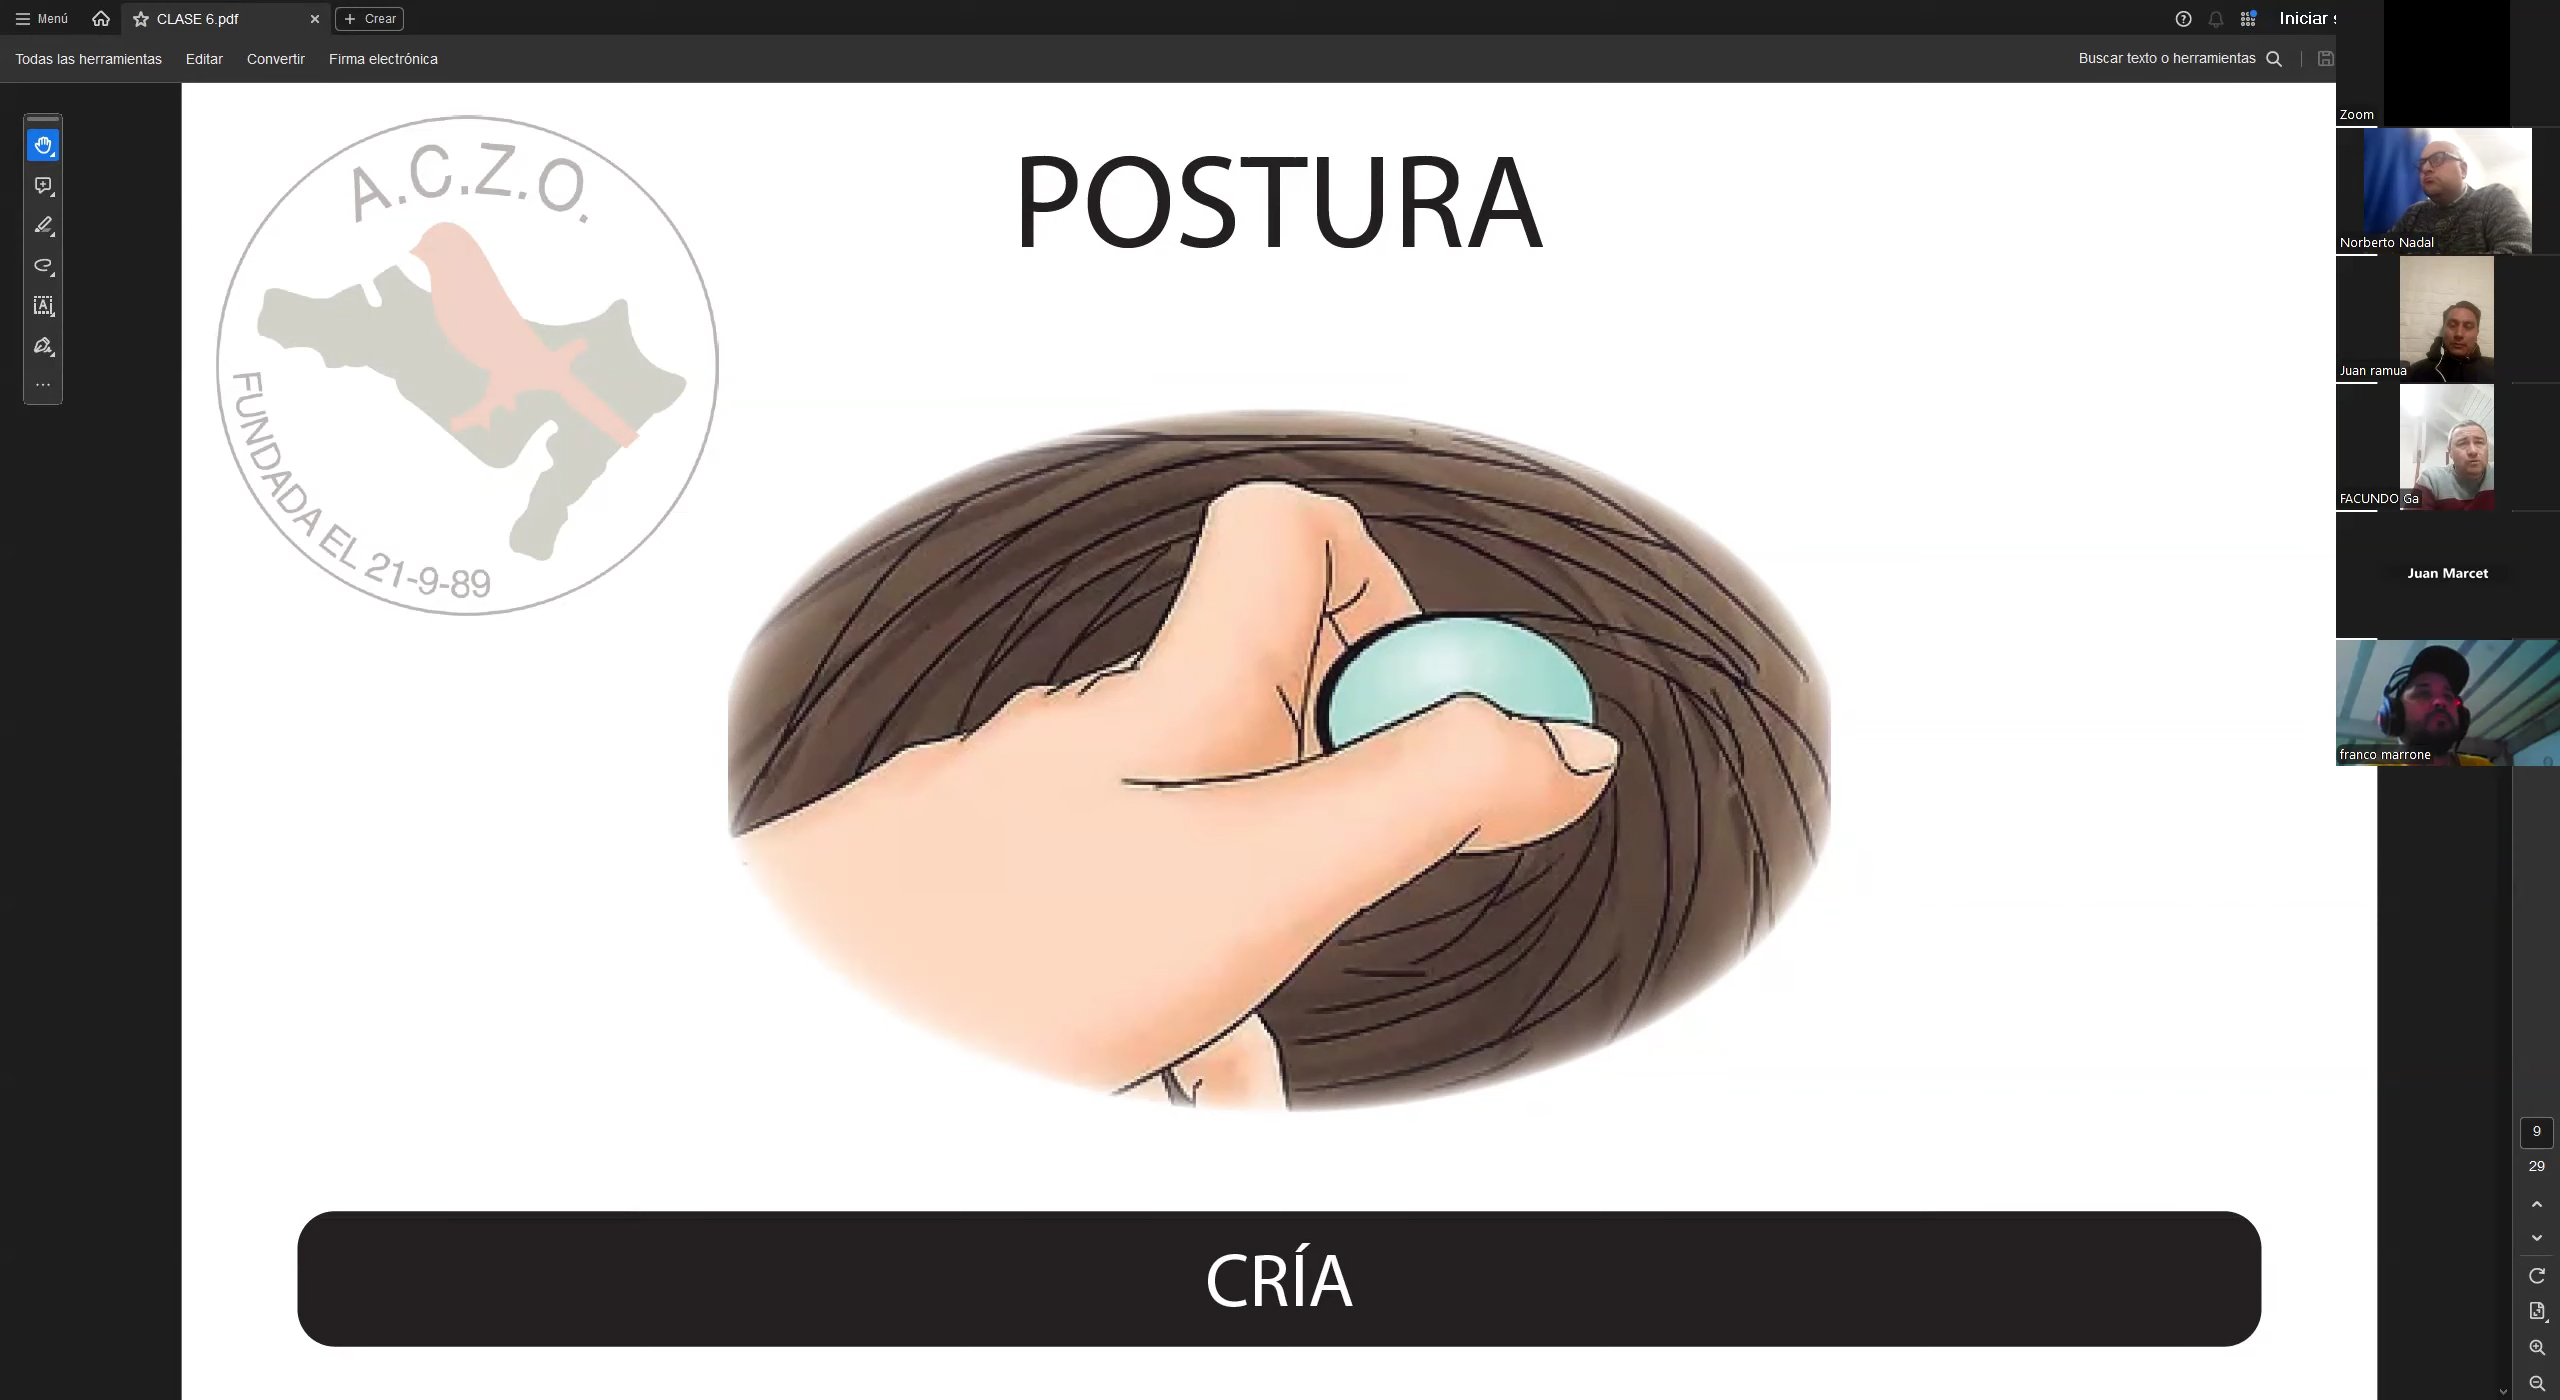 Menú
CLASE 6.pdf
Crear
Iniciar s
Todas las herramientas
Editar
Convertir
Firma electrónica
Buscar texto o herramientas
A.C.Z.O.
FUNDADA EL 21-9-89
POSTURA
CRÍA
Zoom
Norberto Nadal
Juan ramua
FACUNDO Ga
Juan Marcet
franco marrone
9
29